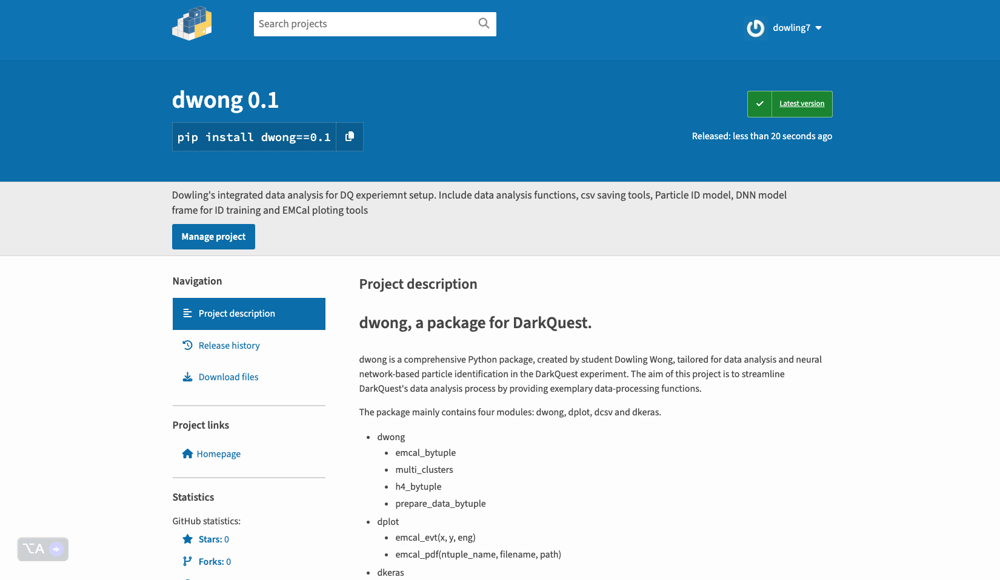 Search projects
dowling7
dwong 0.1
pip install dwong==0.1
Latest version
Released: less than 20 seconds ago
Dowling's integrated data analysis for DQ experiemnt setup. Include data analysis functions, csv saving tools, Particle ID model, DNN model
frame for ID training and EMCal ploting tools
Manage project
Navigation
Project description
Release history
Download files
Project links
Homepage
Statistics
GitHub statistics:
Stars: 0
Forks: 0
Project description
dwong, a package for DarkQuest.
dwong is a comprehensive Python package, created by student Dowling Wong, tailored for data analysis and neural
network-based particle identification in the DarkQuest experiment. The aim of this project is to streamline
DarkQuest's data analysis process by providing exemplary data-processing functions.
The package mainly contains four modules: dwong, dplot, dcsv and dkeras.
• dwong
• emcal_bytuple
• multi_clusters
• h4_bytuple
• prepare_data_bytuple
• dplot
• emcal_evt(x, y, eng)
• emcal_pdf(ntuple_name, filename, path)
• dkeras
⌥A